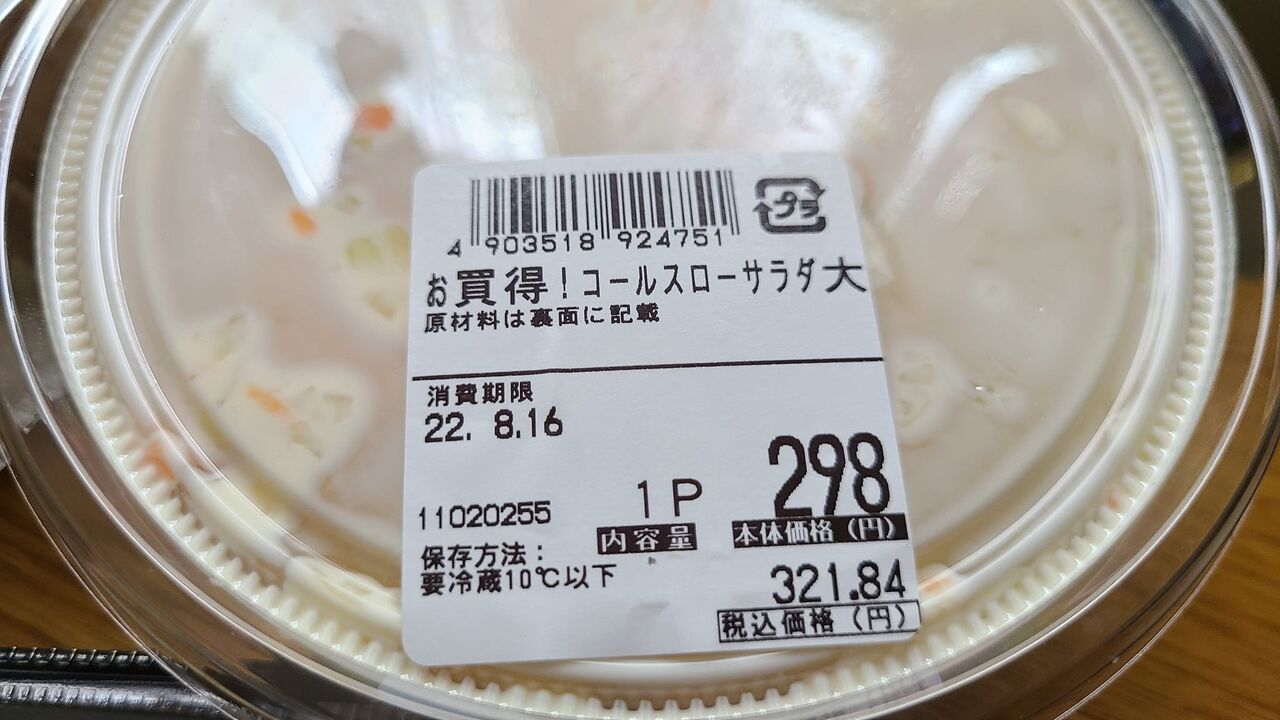 プラ
4 903518 924751
お買得!コールスローサラダ大
原材料は裏面に記載
消費期限
22. 8.16
298
11020255
1P
内容量
本体価格(円)
保存方法:
要冷蔵10℃以下
321.84
税込価格(円)